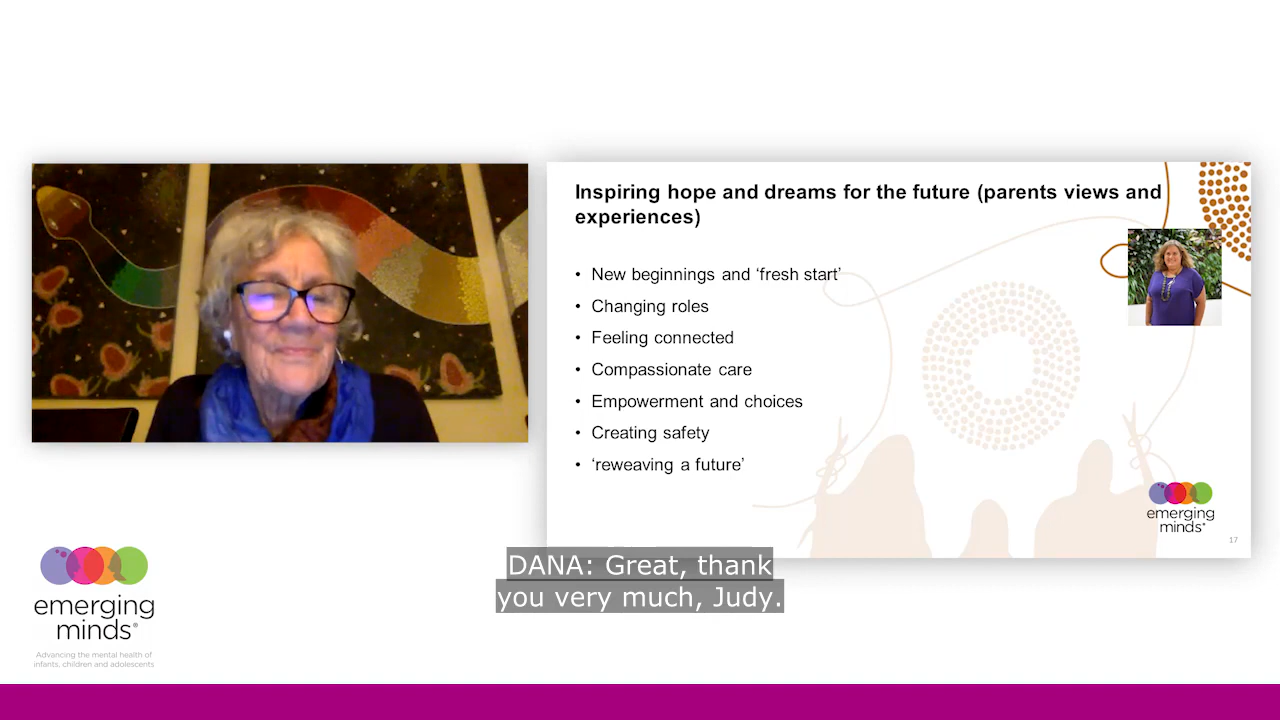 Inspiring hope and dreams for the future (parents views and
experiences)
• New beginnings and ‘fresh start’
• Changing roles
• Feeling connected
• Compassionate care
• Empowerment and choices
• Creating safety
• ‘reweaving a future’
emerging
minds®
17
DANA: Great, thank
you very much, Judy.
emerging
minds®
Advancing the mental health of
infants, children and adolescents